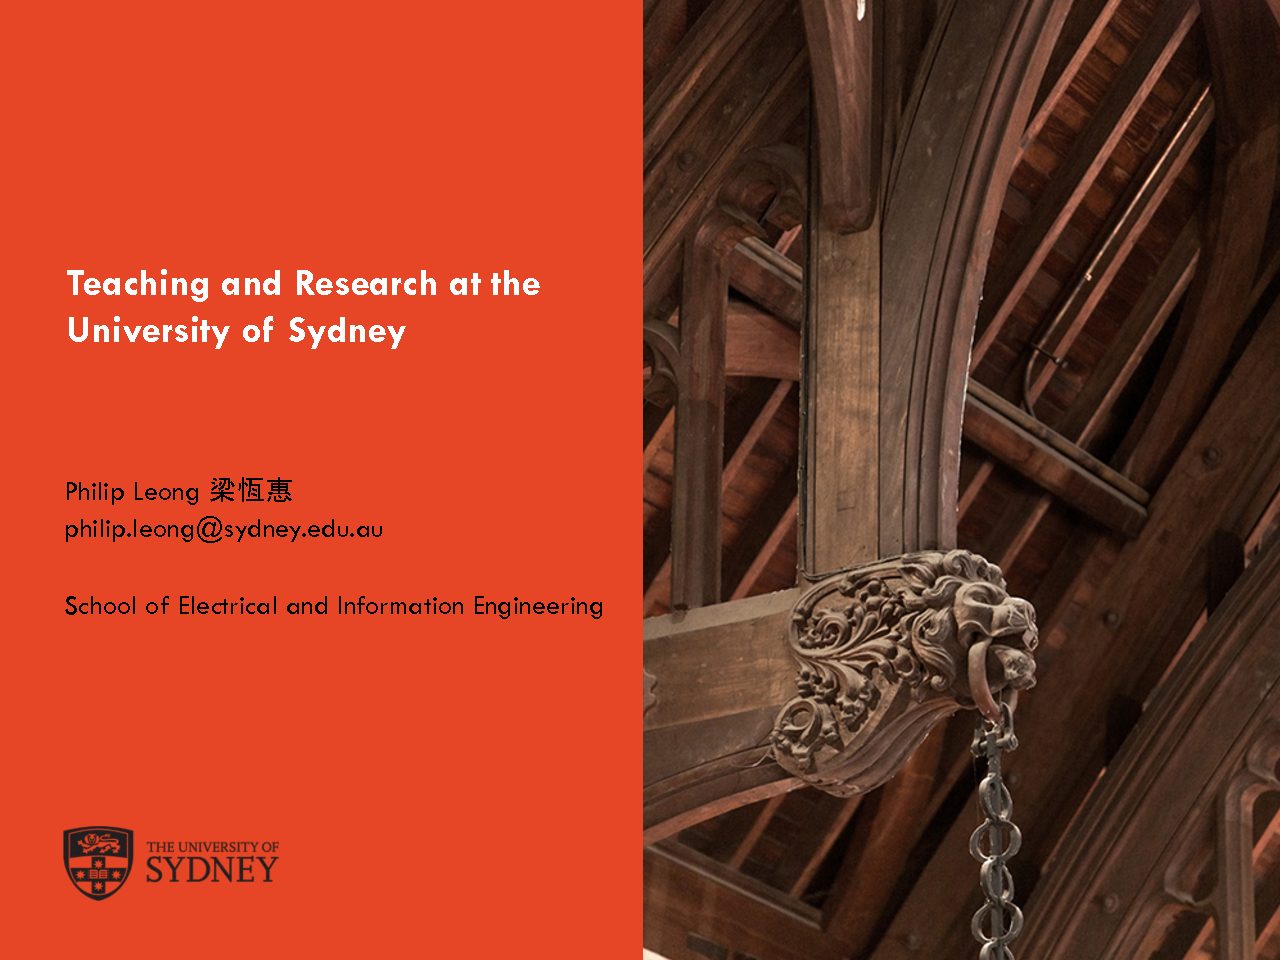 Teaching and Research at the
University of Sydney
Philip Leong 梁恆惠
philip.leong@sydney.edu.au
School of Electrical and Information Engineering
THE UNIVERSITY OF
SYDNEY